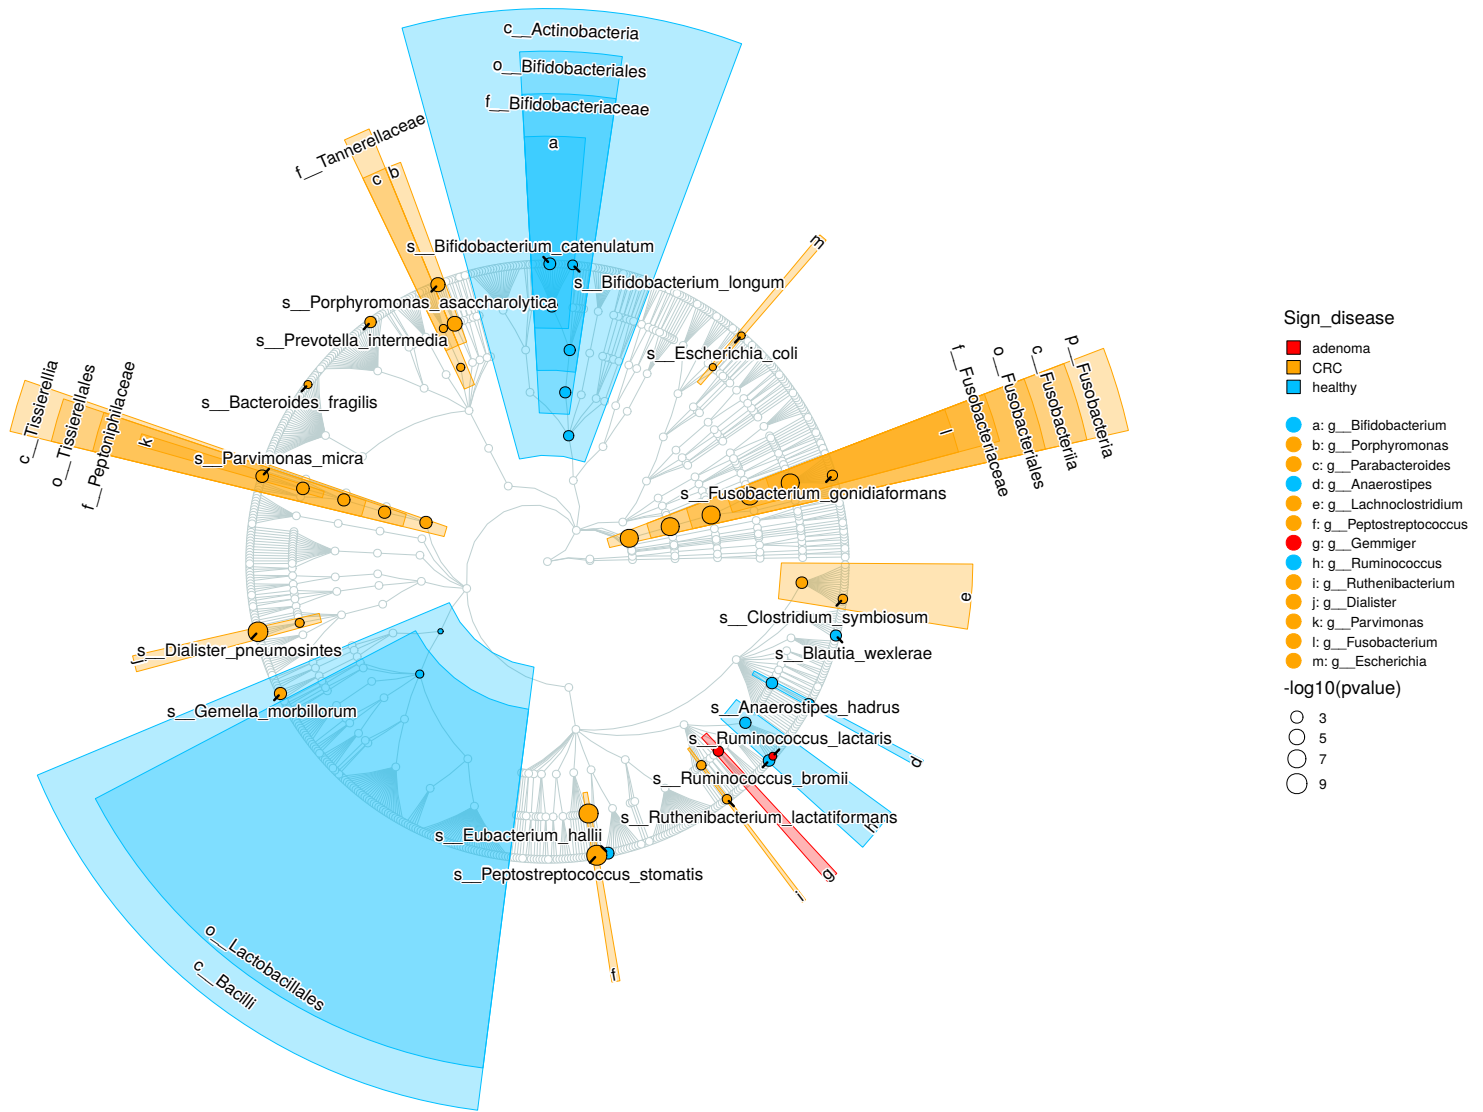 c__Actinobacteria
o__Bifidobacteriales
f__Bifidobacteriaceae
a
f__Tannerellaceae
c
b
s__Bifidobacterium_catenulatum
m
s__Bifidobacterium_longum
s__Porphyromonas_asaccharolytica
s__Prevotella_intermedia
s__Escherichia_coli
s__Bacteroides_fragilis
c__Tissierellia
o__Tissierellales
f__Peptoniphilaceae
k
s__Parvimonas_micra
s__Fusobacterium_gonidiaformans
l
f__Fusobacteriaceae
o__Fusobacteriales
c__Fusobacteriia
p__Fusobacteria
e
s__Clostridium_symbiosum
s__Blautia_wexlerae
s__Dialister_pneumosintes
s__Gemella_morbillorum
s__Anaerostipes_hadrus
s__Ruminococcus_lactaris
d
s__Ruminococcus_bromii
s__Ruthenibacterium_lactatiformans
h
s__Eubacterium_hallii
s__Peptostreptococcus_stomatis
g
i
f
o__Lactobacillales
c__Bacilli
Sign_disease
adenoma
CRC
healthy
a: g__Bifidobacterium
b: g__Porphyromonas
c: g__Parabacteroides
d: g__Anaerostipes
e: g__Lachnoclostridium
f: g__Peptostreptococcus
g: g__Gemmiger
h: g__Ruminococcus
i: g__Ruthenibacterium
j: g__Dialister
k: g__Parvimonas
l: g__Fusobacterium
m: g__Escherichia
-log10(pvalue)
3
5
7
9